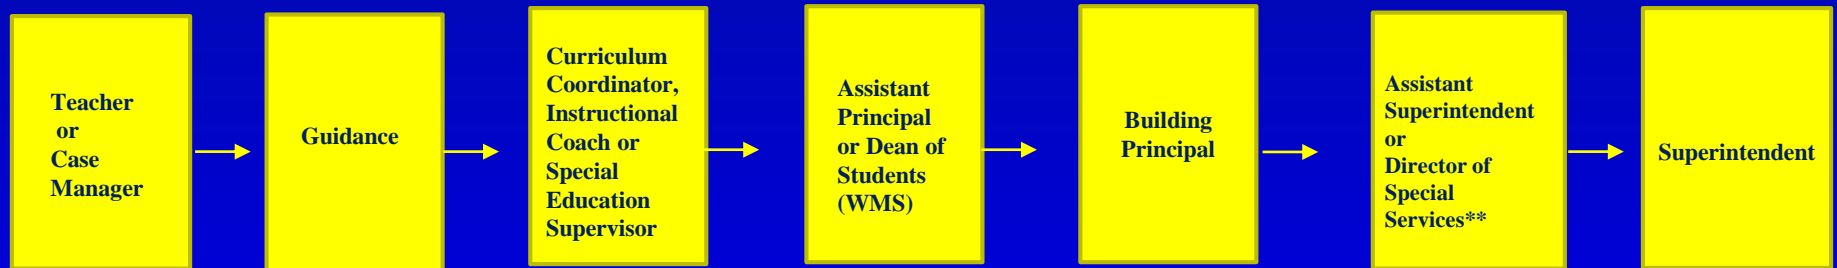 Teacher
or
Case
Manager
Guidance
Curriculum
Coordinator,
Instructional
Coach or
Special
Education
Supervisor
Assistant
Principal
or Dean of
Students
(WMS)
Building
Principal
Assistant
Superintendent
or
Director of
Special
Services**
Superintendent